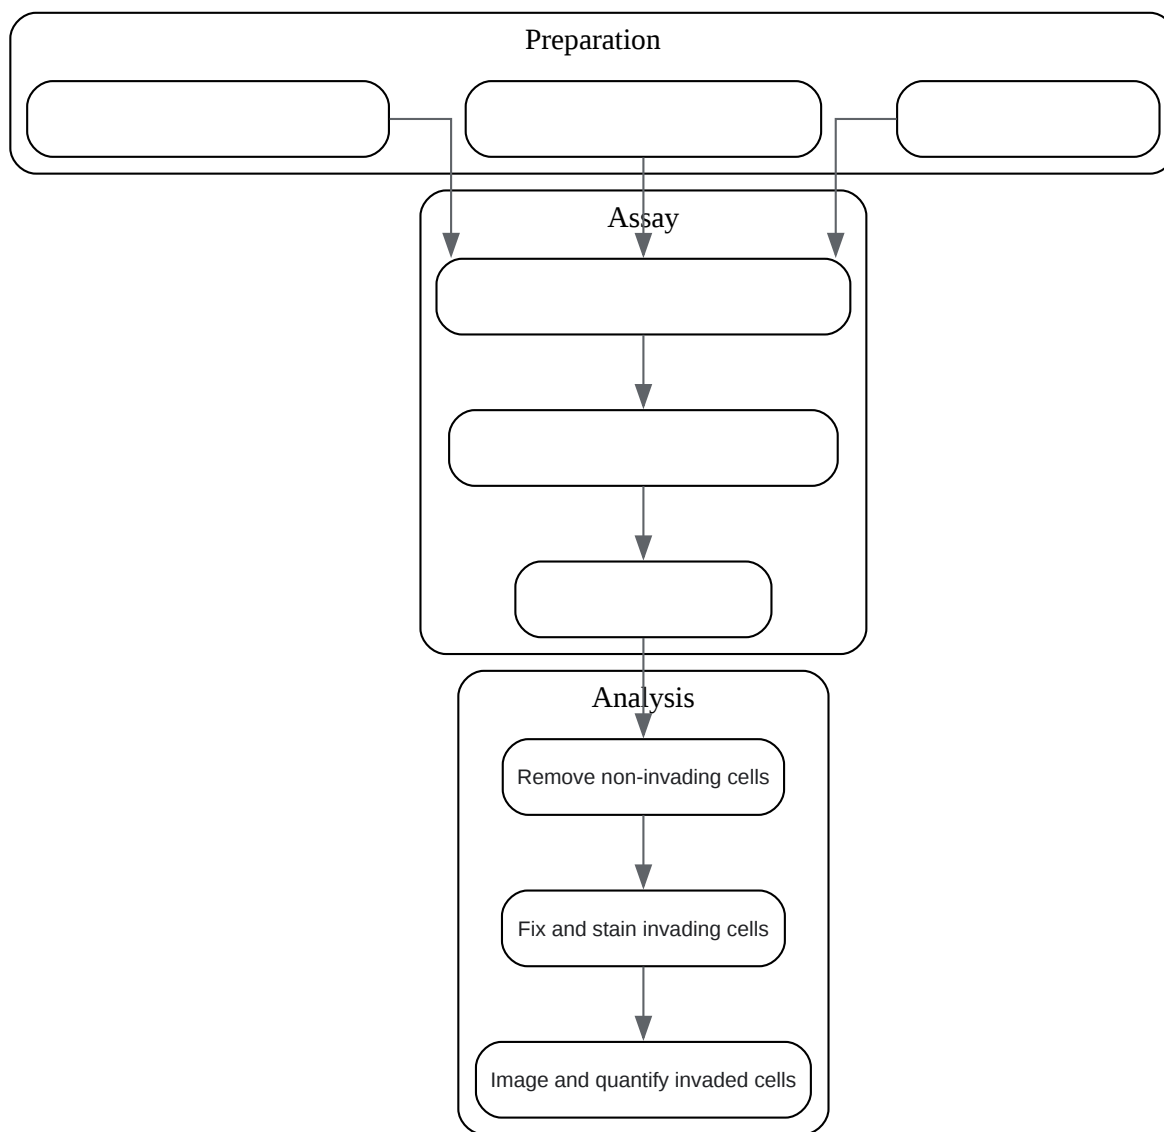 Preparation
Assay
Analysis
Remove non-invading cells
Fix and stain invading cells
Image and quantify invaded cells